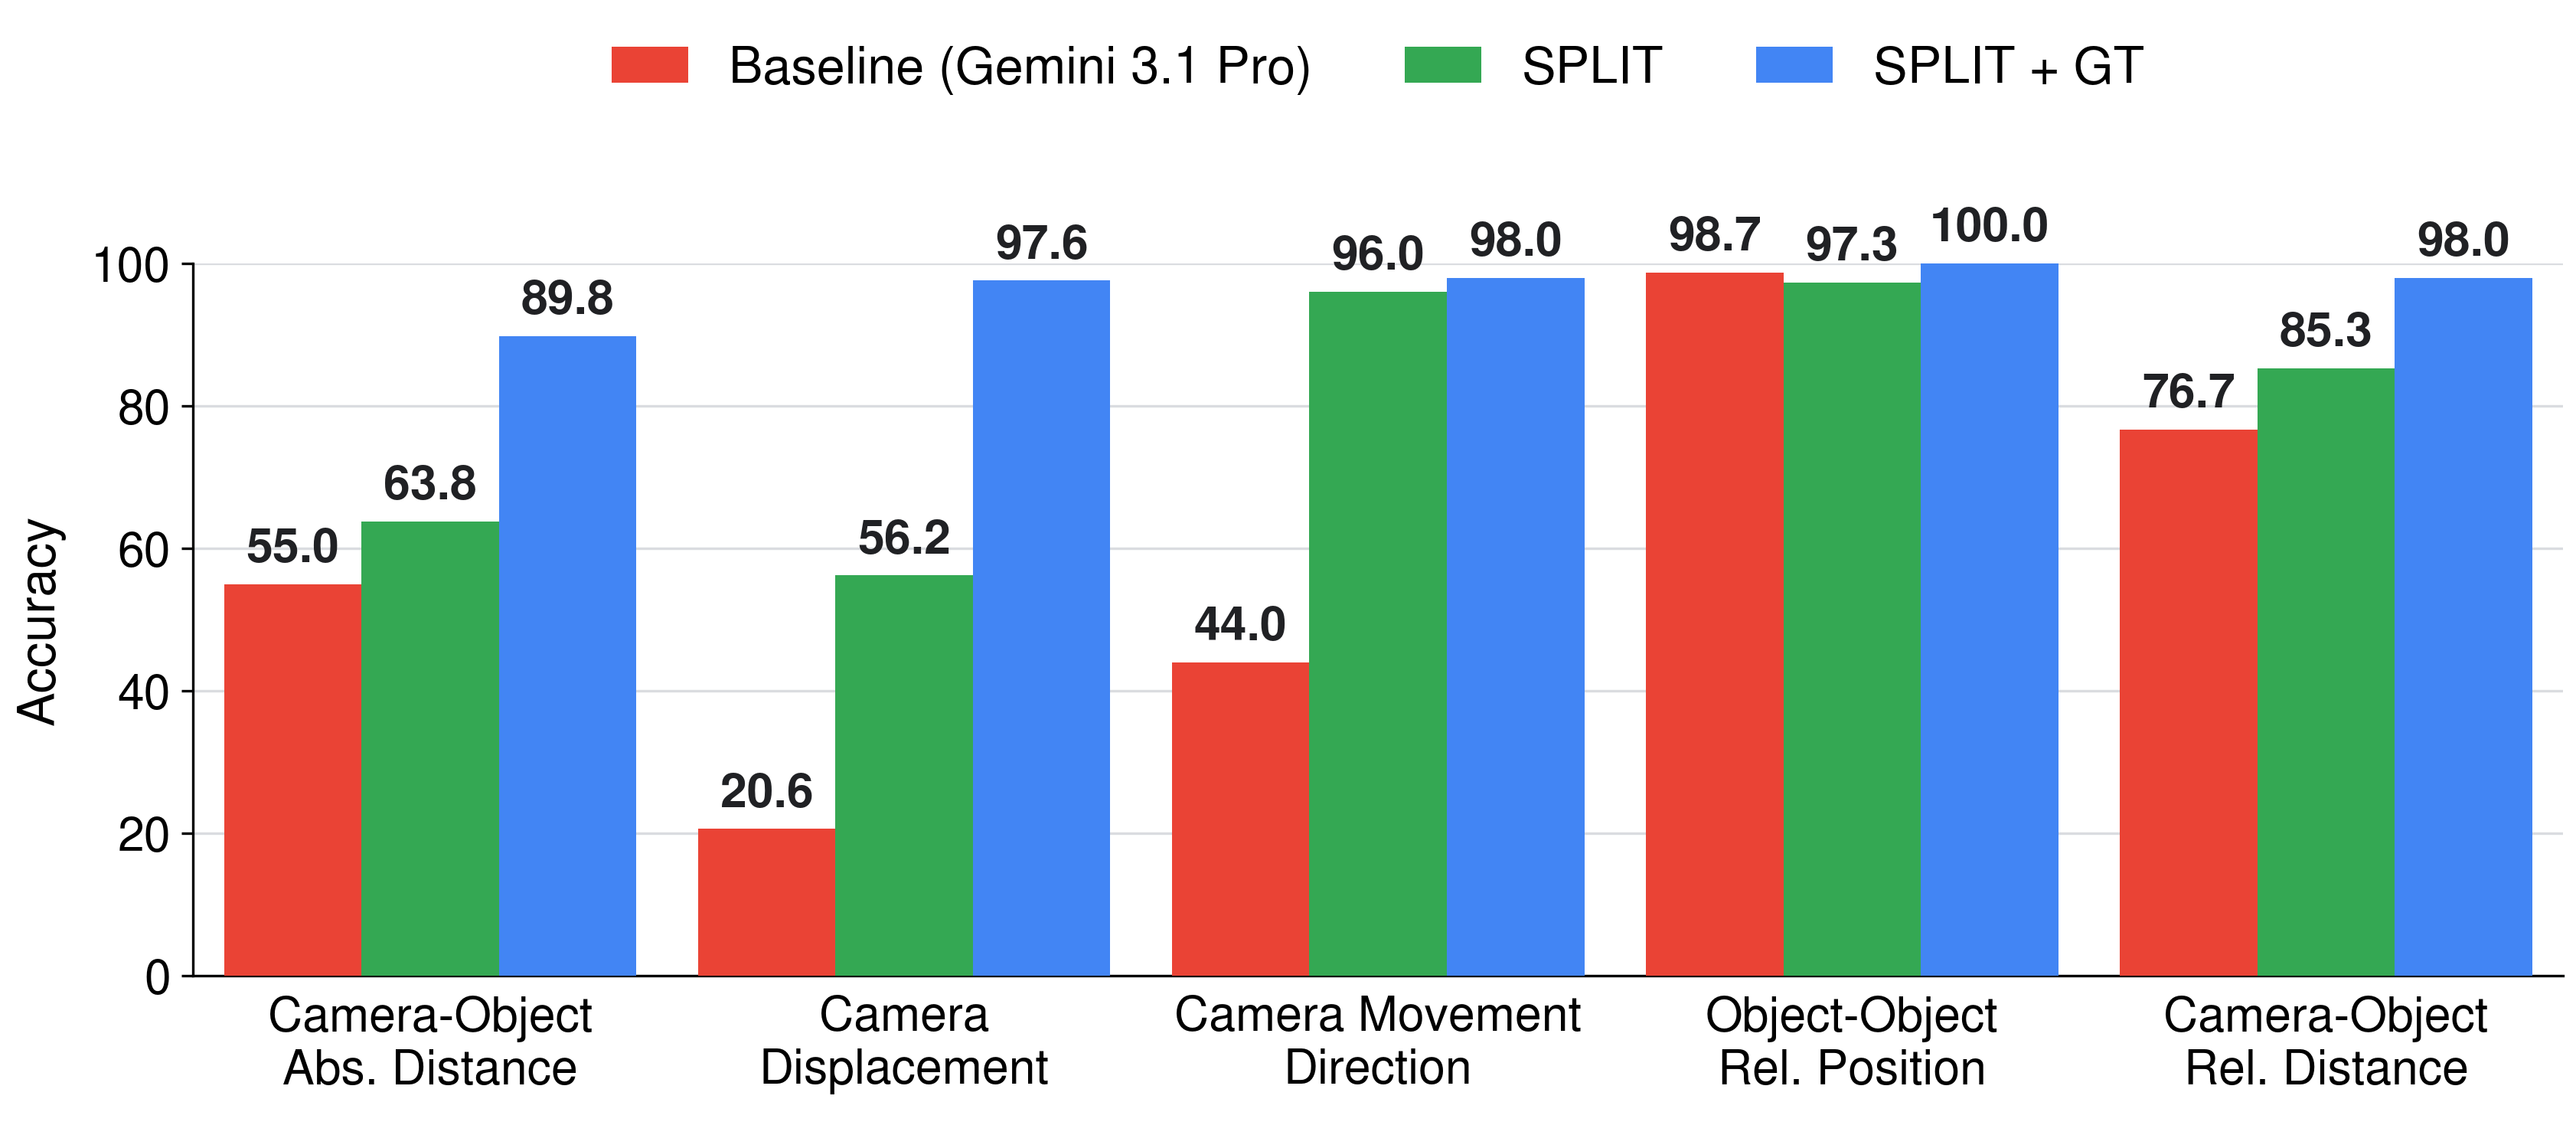 Baseline (Gemini 3.1 Pro) SPLIT SPLIT + GT
Accuracy
100
80
60
40
20
0
55.0 63.8 89.8
20.6 56.2 97.6
44.0 96.0 98.0
98.7 97.3 100.0
76.7 85.3 98.0
Camera-Object
Abs. Distance
Camera
Displacement
Camera Movement
Direction
Object-Object
Rel. Position
Camera-Object
Rel. Distance